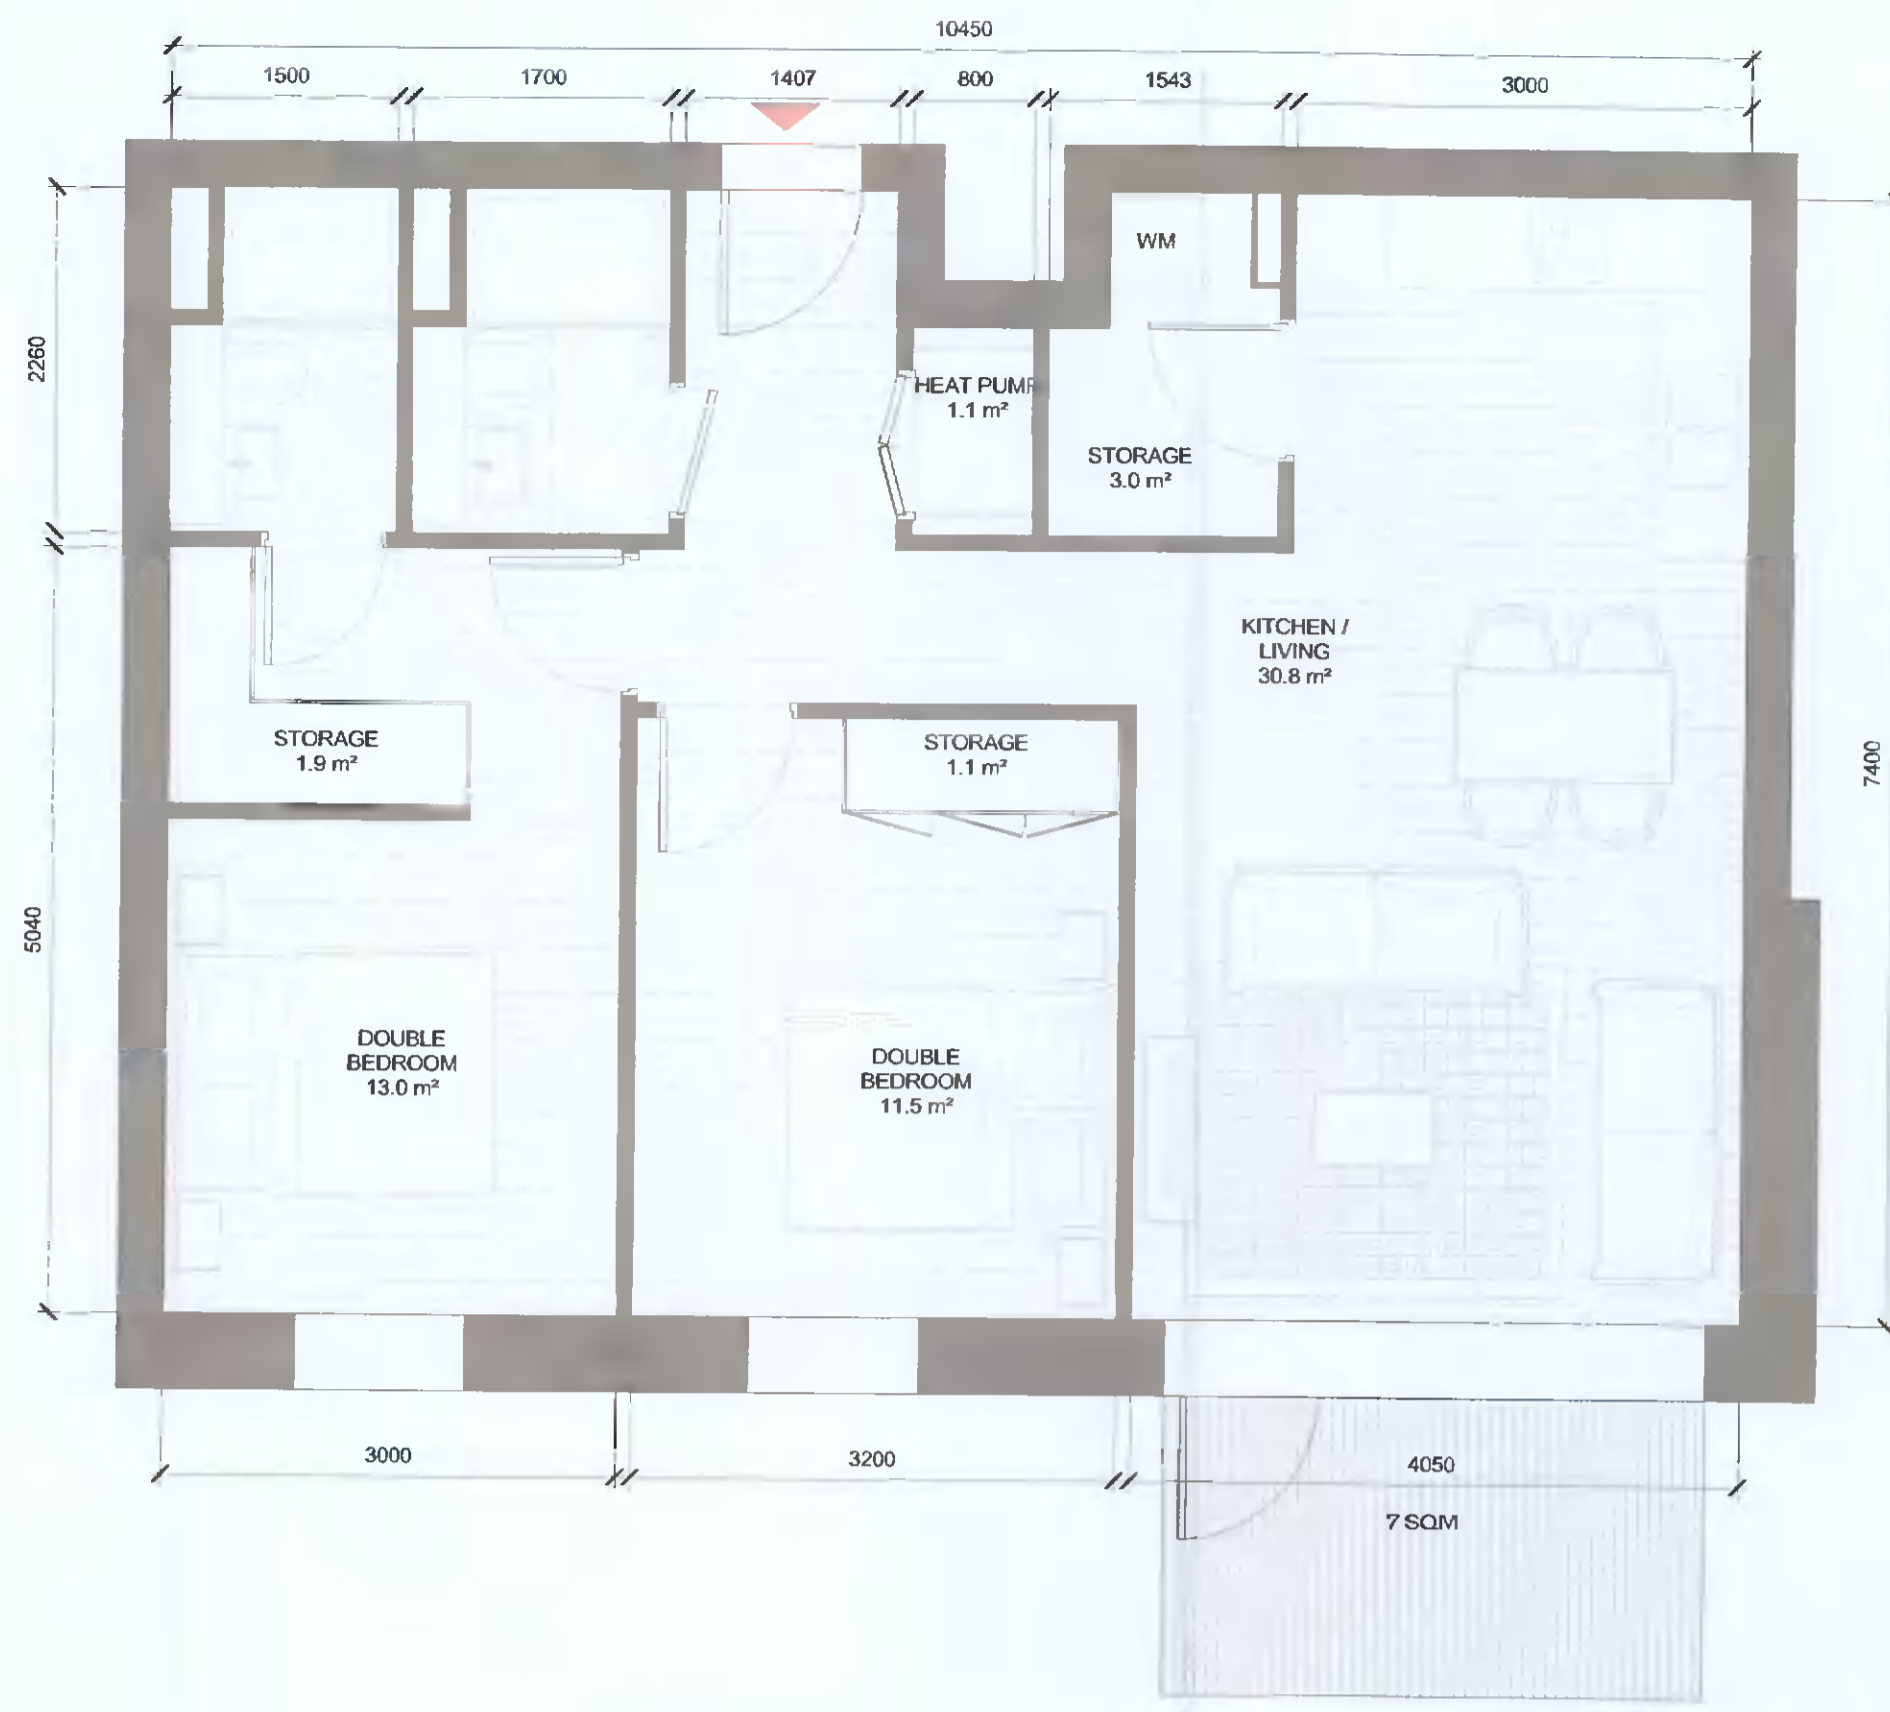 10450
1500
1700
1407
800
1543
3000
WM
2260
HEAT PUMP
1.1 m²
STORAGE
3.0 m²
KITCHEN /
LIVING
30.8 m²
STORAGE
1.9 m²
STORAGE
1.1 m²
7400
5040
DOUBLE
BEDROOM
13.0 m²
DOUBLE
BEDROOM
11.5 m²
3000
3200
4050
7 SQM